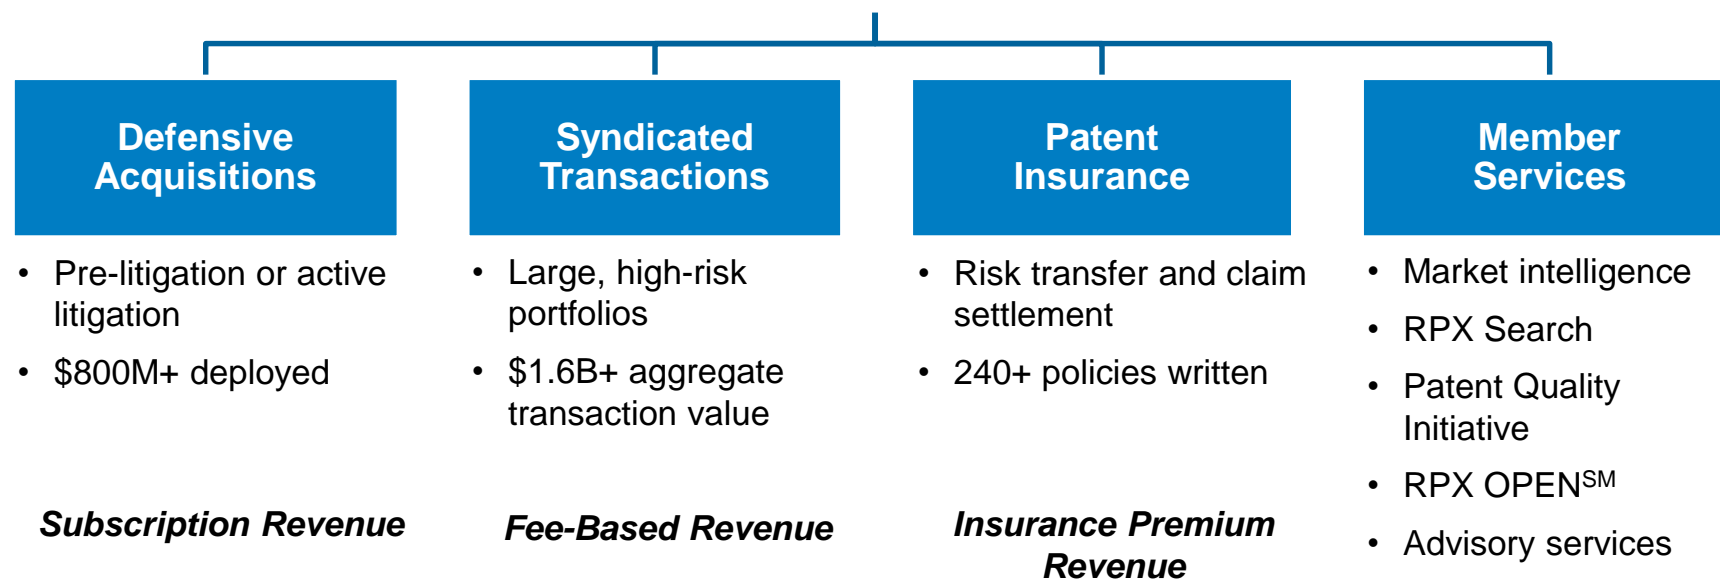 Defensive
Acquisitions
• Pre-litigation or active
litigation
• $800M+ deployed
Subscription Revenue
Syndicated
Transactions
• Large, high-risk
portfolios
• $1.6B+ aggregate
transaction value
Fee-Based Revenue
Patent
Insurance
• Risk transfer and claim
settlement
• 240+ policies written
Insurance Premium
Revenue
Member
Services
• Market intelligence
• RPX Search
• Patent Quality
Initiative
• RPX OPEN℠
• Advisory services